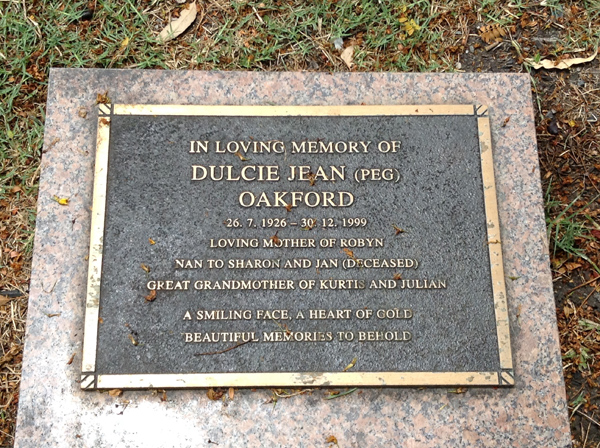 IN LOVING MEMORY OF
DULCIE JEAN (PEG)
OAKFORD
26. 7. 1926 – 30. 12. 1999
LOVING MOTHER OF ROBYN
NAN TO SHARON AND JAN (DECEASED)
GREAT GRANDMOTHER OF KURTIS AND JULIAN
A SMILING FACE, A HEART OF GOLD
BEAUTIFUL MEMORIES TO BEHOLD